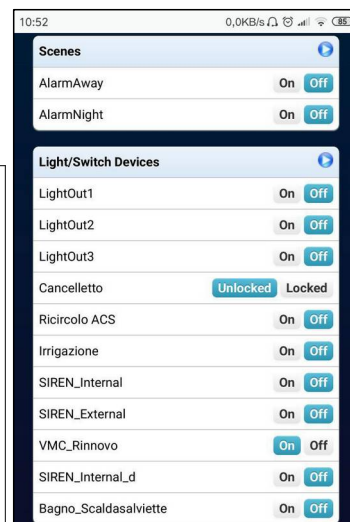 10:52 0,0KB/s 85
Scenes
AlarmAway On Off
AlarmNight On Off
Light/Switch Devices
LightOut1 On Off
LightOut2 On Off
LightOut3 On Off
Cancelletto Unlocked Locked
Ricircolo ACS On Off
Irrigazione On Off
SIREN_Internal On Off
SIREN_External On Off
VMC_Rinnovo On Off
SIREN_Internal_d On Off
Bagno_Scaldasalviette On Off